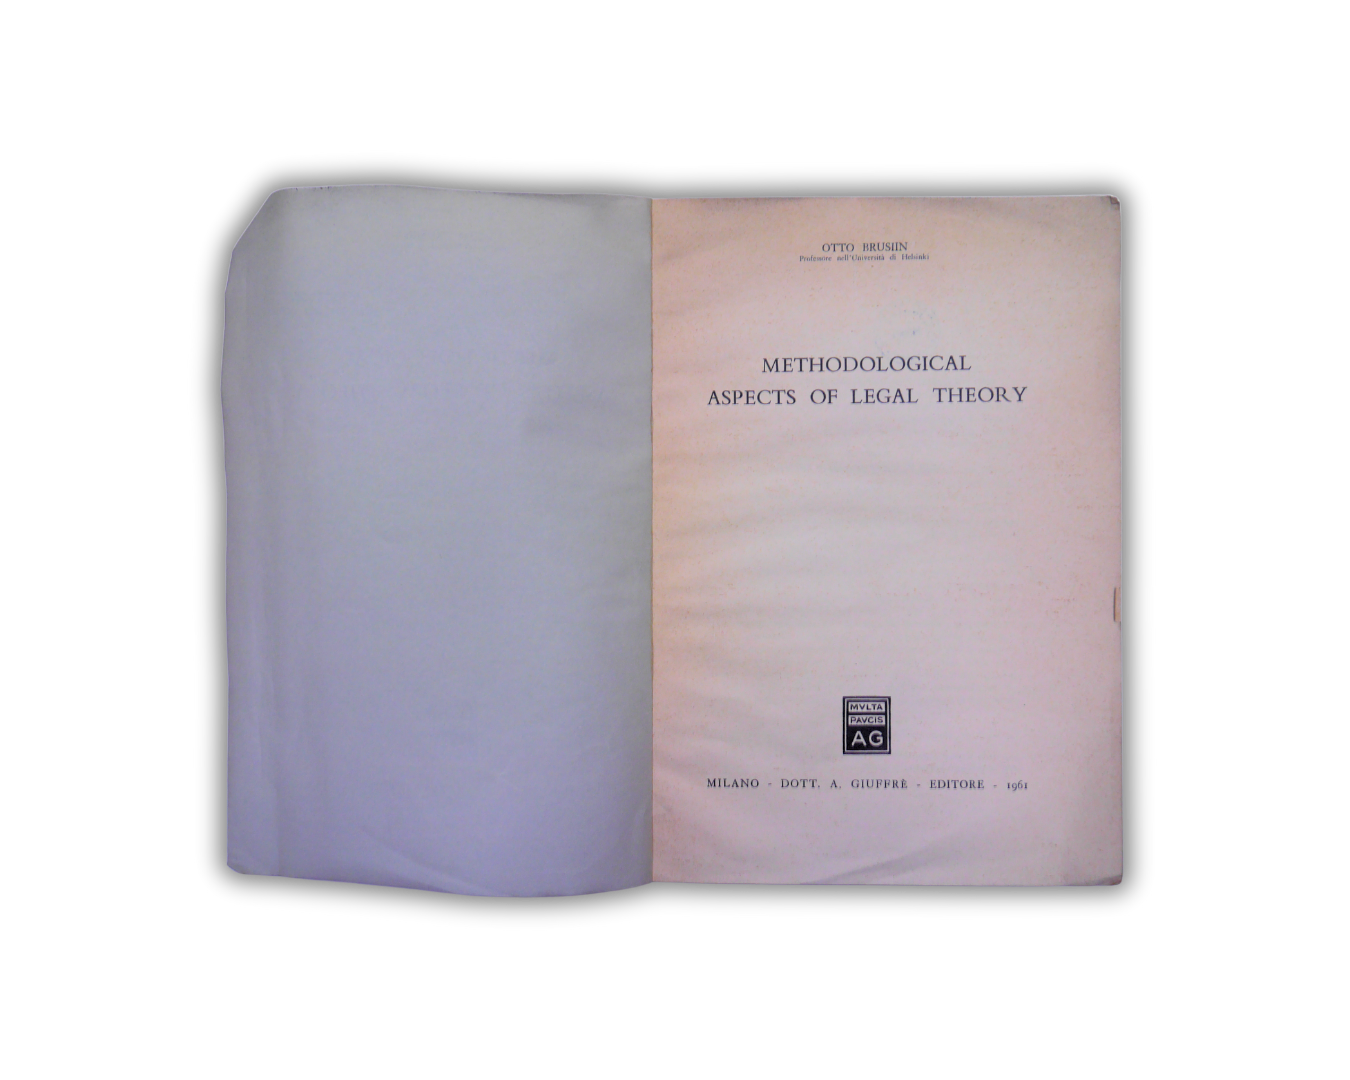 OTTO BRUSIIN
Professore nell'Università di Helsinki
METHODOLOGICAL
ASPECTS OF LEGAL THEORY
MVLTA
PAVCIS
AG
MILANO - DOTT. A. GIUFFRÈ - EDITORE - 1961